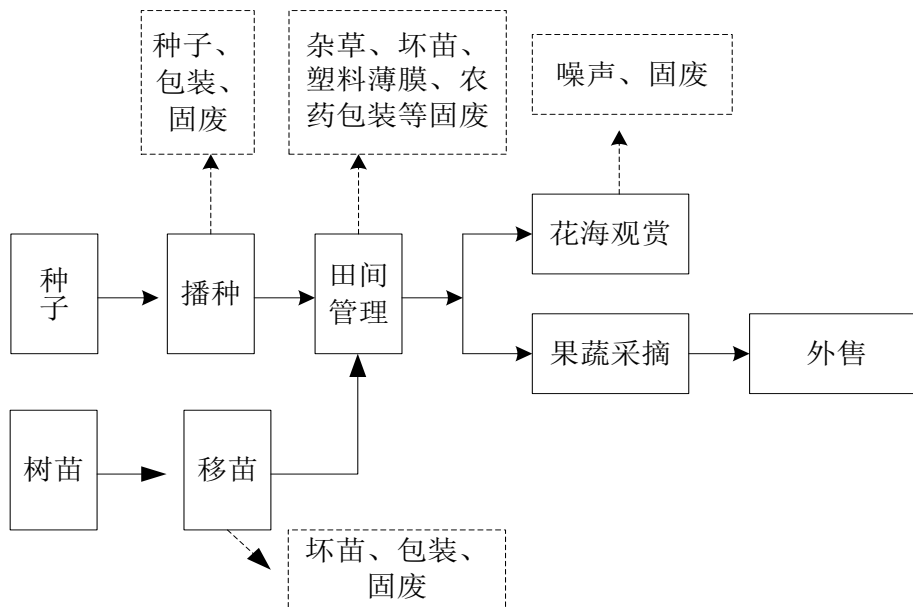 种子、
包装、
固废
杂草、坏苗、
塑料薄膜、农
药包装等固废
噪声、固废
种
子
播种
田间
管理
花海观赏
果蔬采摘
外售
树苗
移苗
坏苗、包装、
固废